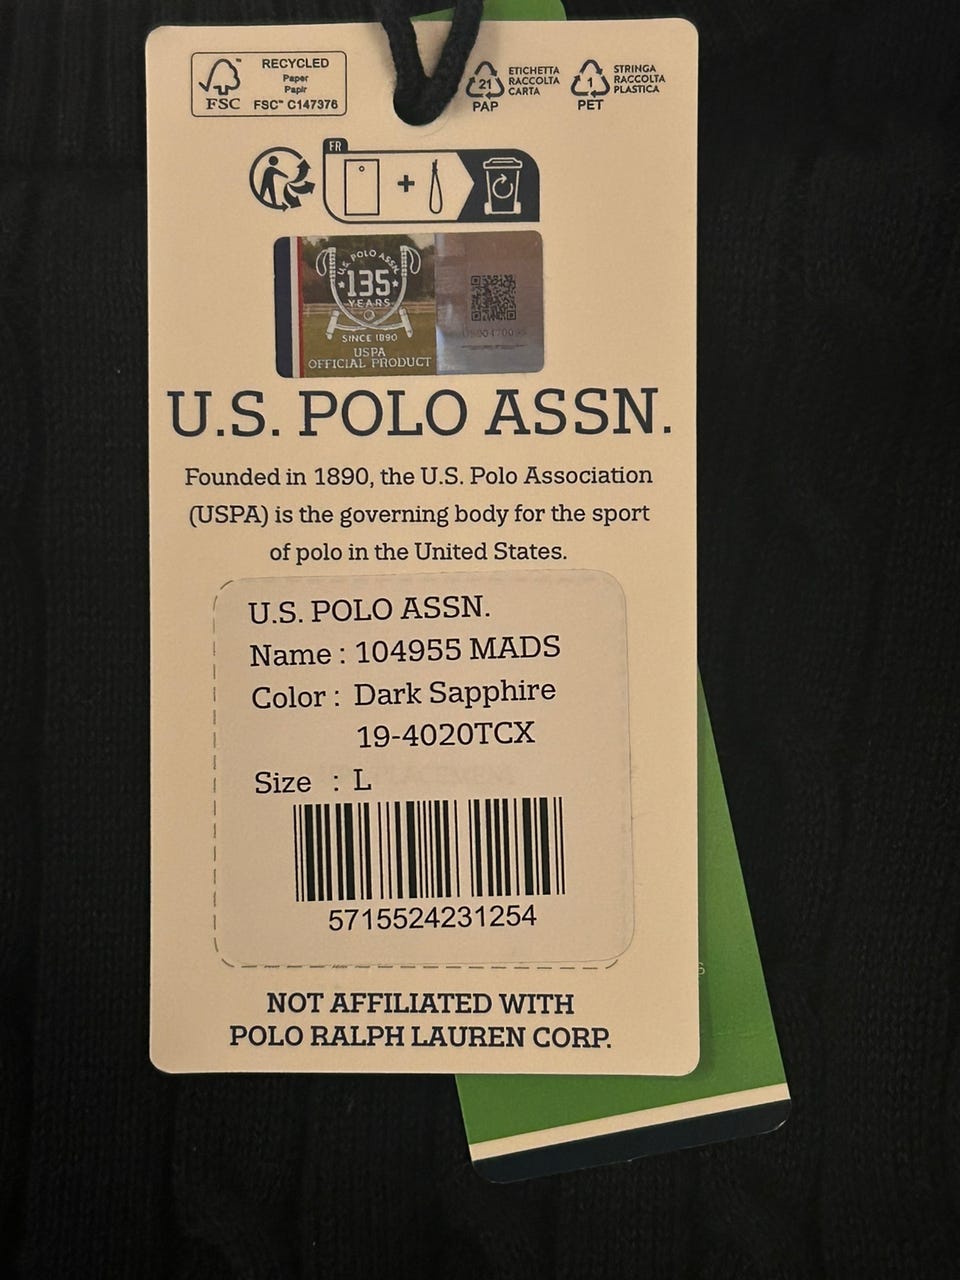 FSC
RECYCLED
Paper
Papir
FSC™ C147376
21
PAP
ETICHETTA
RACCOLTA
CARTA
1
PET
STRINGA
RACCOLTA
PLASTICA
FR
U.S. POLO ASSN.
135
YEARS
SINCE 1890
USPA
OFFICIAL PRODUCT
U.S. POLO ASSN.
Founded in 1890, the U.S. Polo Association
(USPA) is the governing body for the sport
of polo in the United States.
U.S. POLO ASSN.
Name : 104955 MADS
Color : Dark Sapphire
19-4020TCX
Size : L
5715524231254
NOT AFFILIATED WITH
POLO RALPH LAUREN CORP.